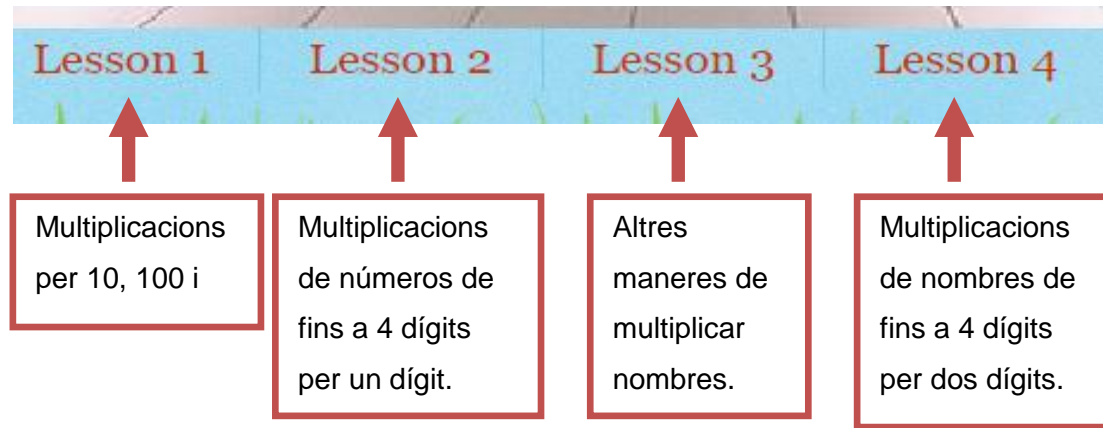 Lesson 1
Lesson 2
Lesson 3
Lesson 4
Multiplicacions
per 10, 100 i
Multiplicacions
de números de
fins a 4 dígits
per un dígit.
Altres
maneres de
multiplicar
nombres.
Multiplicacions
de nombres de
fins a 4 dígits
per dos dígits.